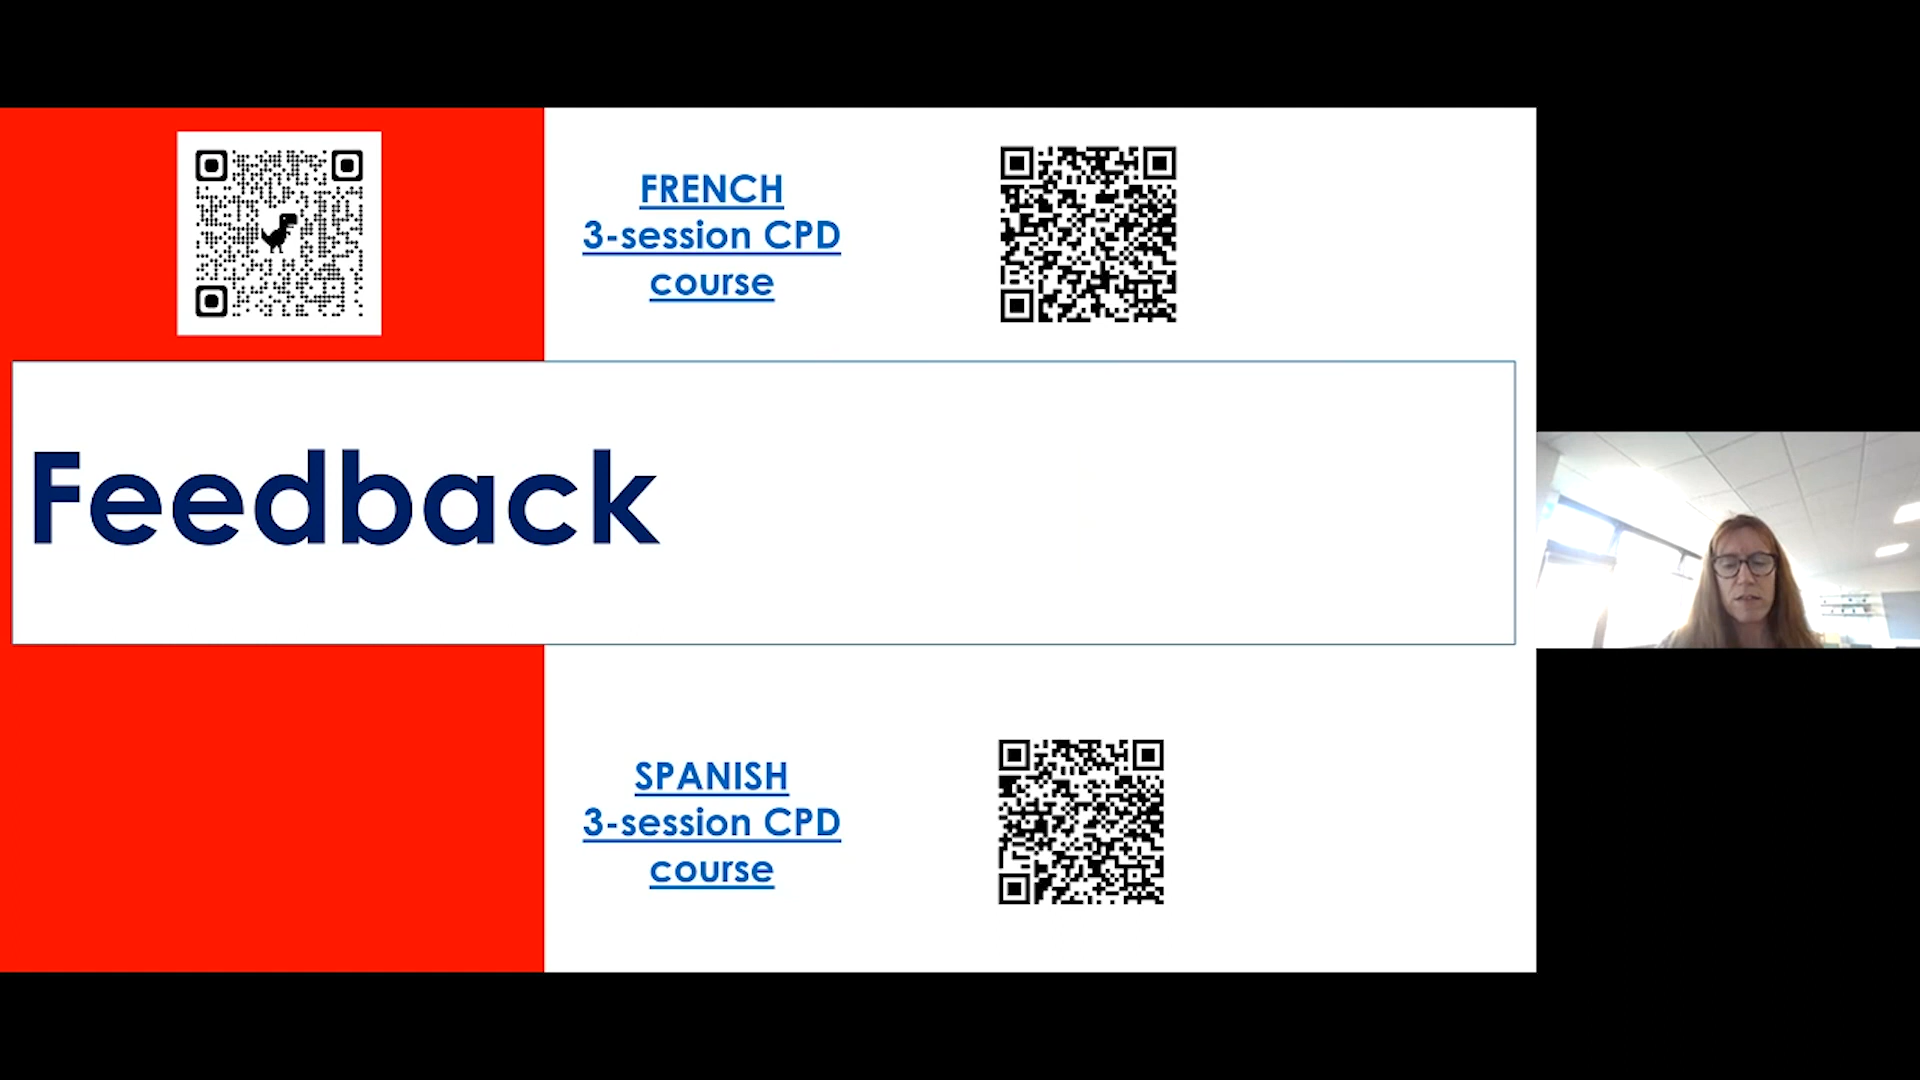 FRENCH
3-session CPD
course
Feedback
SPANISH
3-session CPD
course